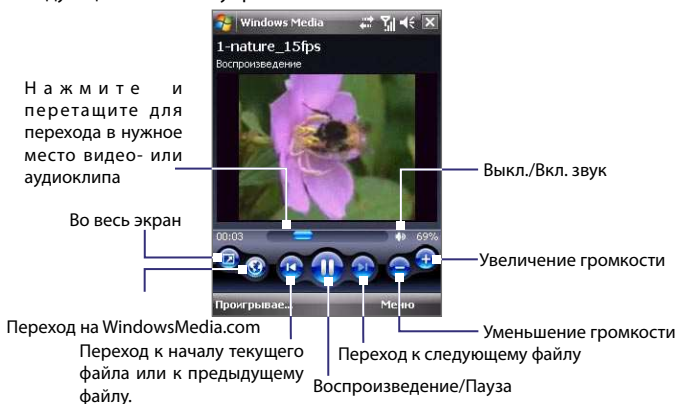 Windows Media
1-nature_15fps
Воспроизведение
Нажмите и
перетащите для
перехода в нужное
место видео- или
аудиоклипа
Выкл./Вкл. звук
Во весь экран
00:03
69%
Увеличение громкости
Проигрывае...
Меню
Переход на WindowsMedia.com
Уменьшение громкости
Переход к началу текущего
файла или к предыдущему
файлу.
Переход к следующему файлу
Воспроизведение/Пауза